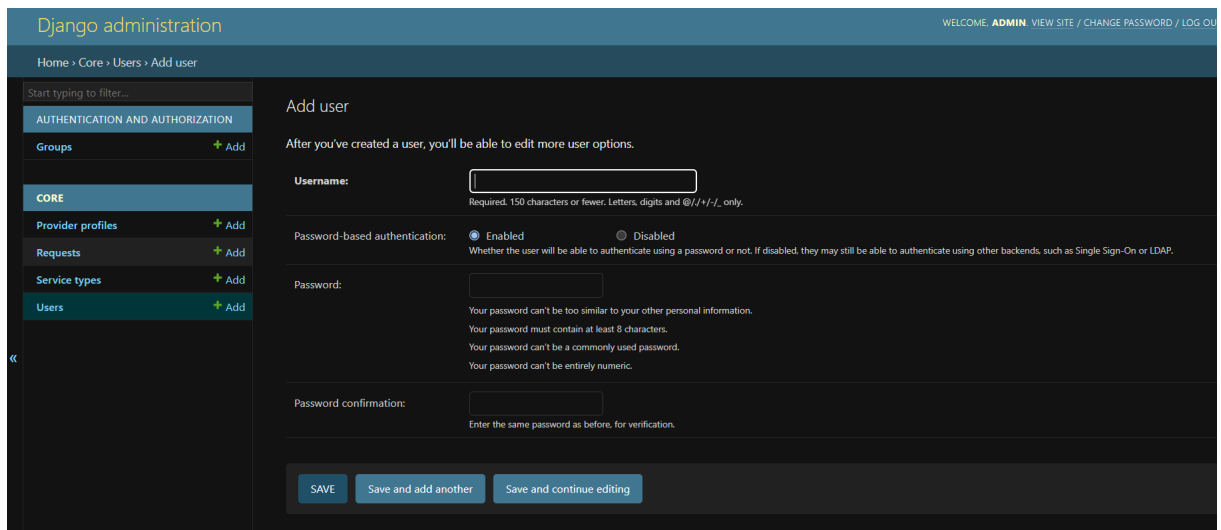 Django administration
WELCOME, ADMIN. VIEW SITE / CHANGE PASSWORD / LOG OU
Home › Core › Users › Add user
Start typing to filter...
AUTHENTICATION AND AUTHORIZATION
Groups + Add
CORE
Provider profiles + Add
Requests + Add
Service types + Add
Users + Add
«
Add user
After you've created a user, you'll be able to edit more user options.
Username:
Required. 150 characters or fewer. Letters, digits and @/./+/-/_ only.
Password-based authentication: Enabled Disabled
Whether the user will be able to authenticate using a password or not. If disabled, they may still be able to authenticate using other backends, such as Single Sign-On or LDAP.
Password:
Your password can't be too similar to your other personal information.
Your password must contain at least 8 characters.
Your password can't be a commonly used password.
Your password can't be entirely numeric.
Password confirmation:
Enter the same password as before, for verification.
SAVE Save and add another Save and continue editing